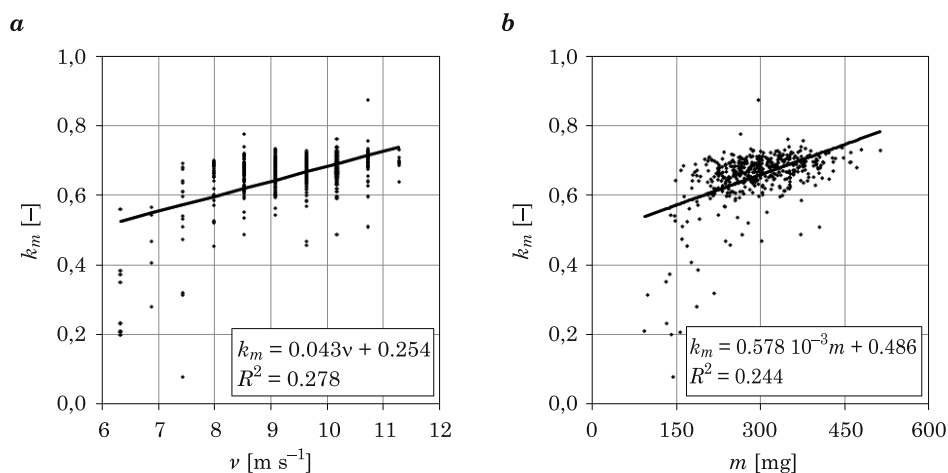 a
1,0
0,8
0,6
0,4
0,2
0,0
k_m [–]
6 7 8 9 10 11 12
ν [m s⁻¹]
k_m = 0.043ν + 0.254
R² = 0.278
b
1,0
0,8
0,6
0,4
0,2
0,0
k_m [–]
0 150 300 450 600
m [mg]
k_m = 0.578 10⁻³m + 0.486
R² = 0.244